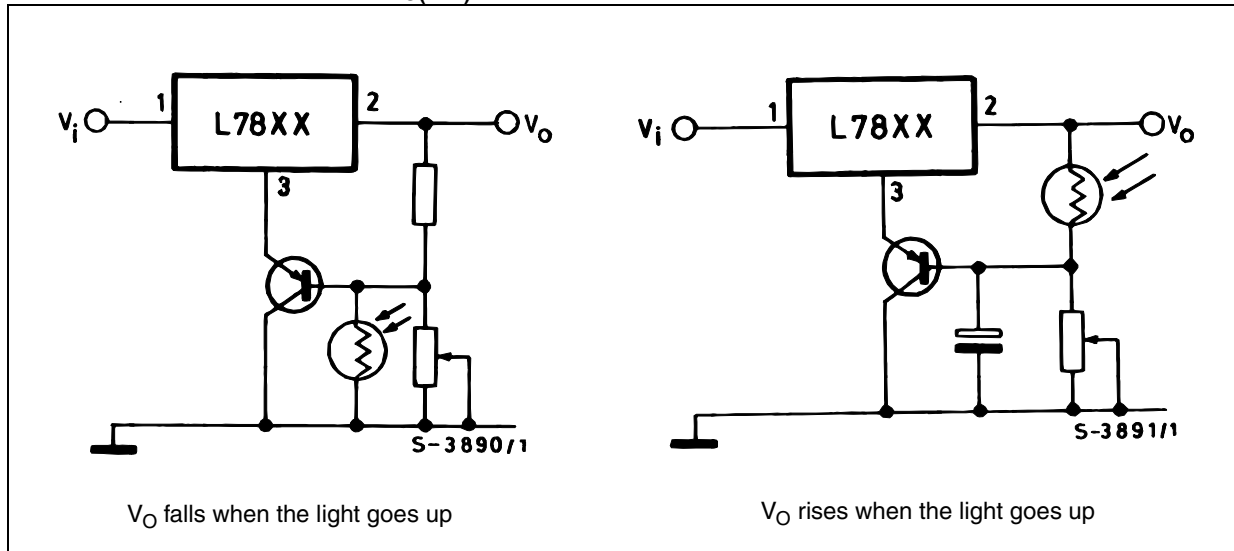 V_i
1
L78XX
2
V_o
3
S-3890/1
V_O falls when the light goes up
V_i
1
L78XX
2
V_o
3
S-3891/1
V_O rises when the light goes up